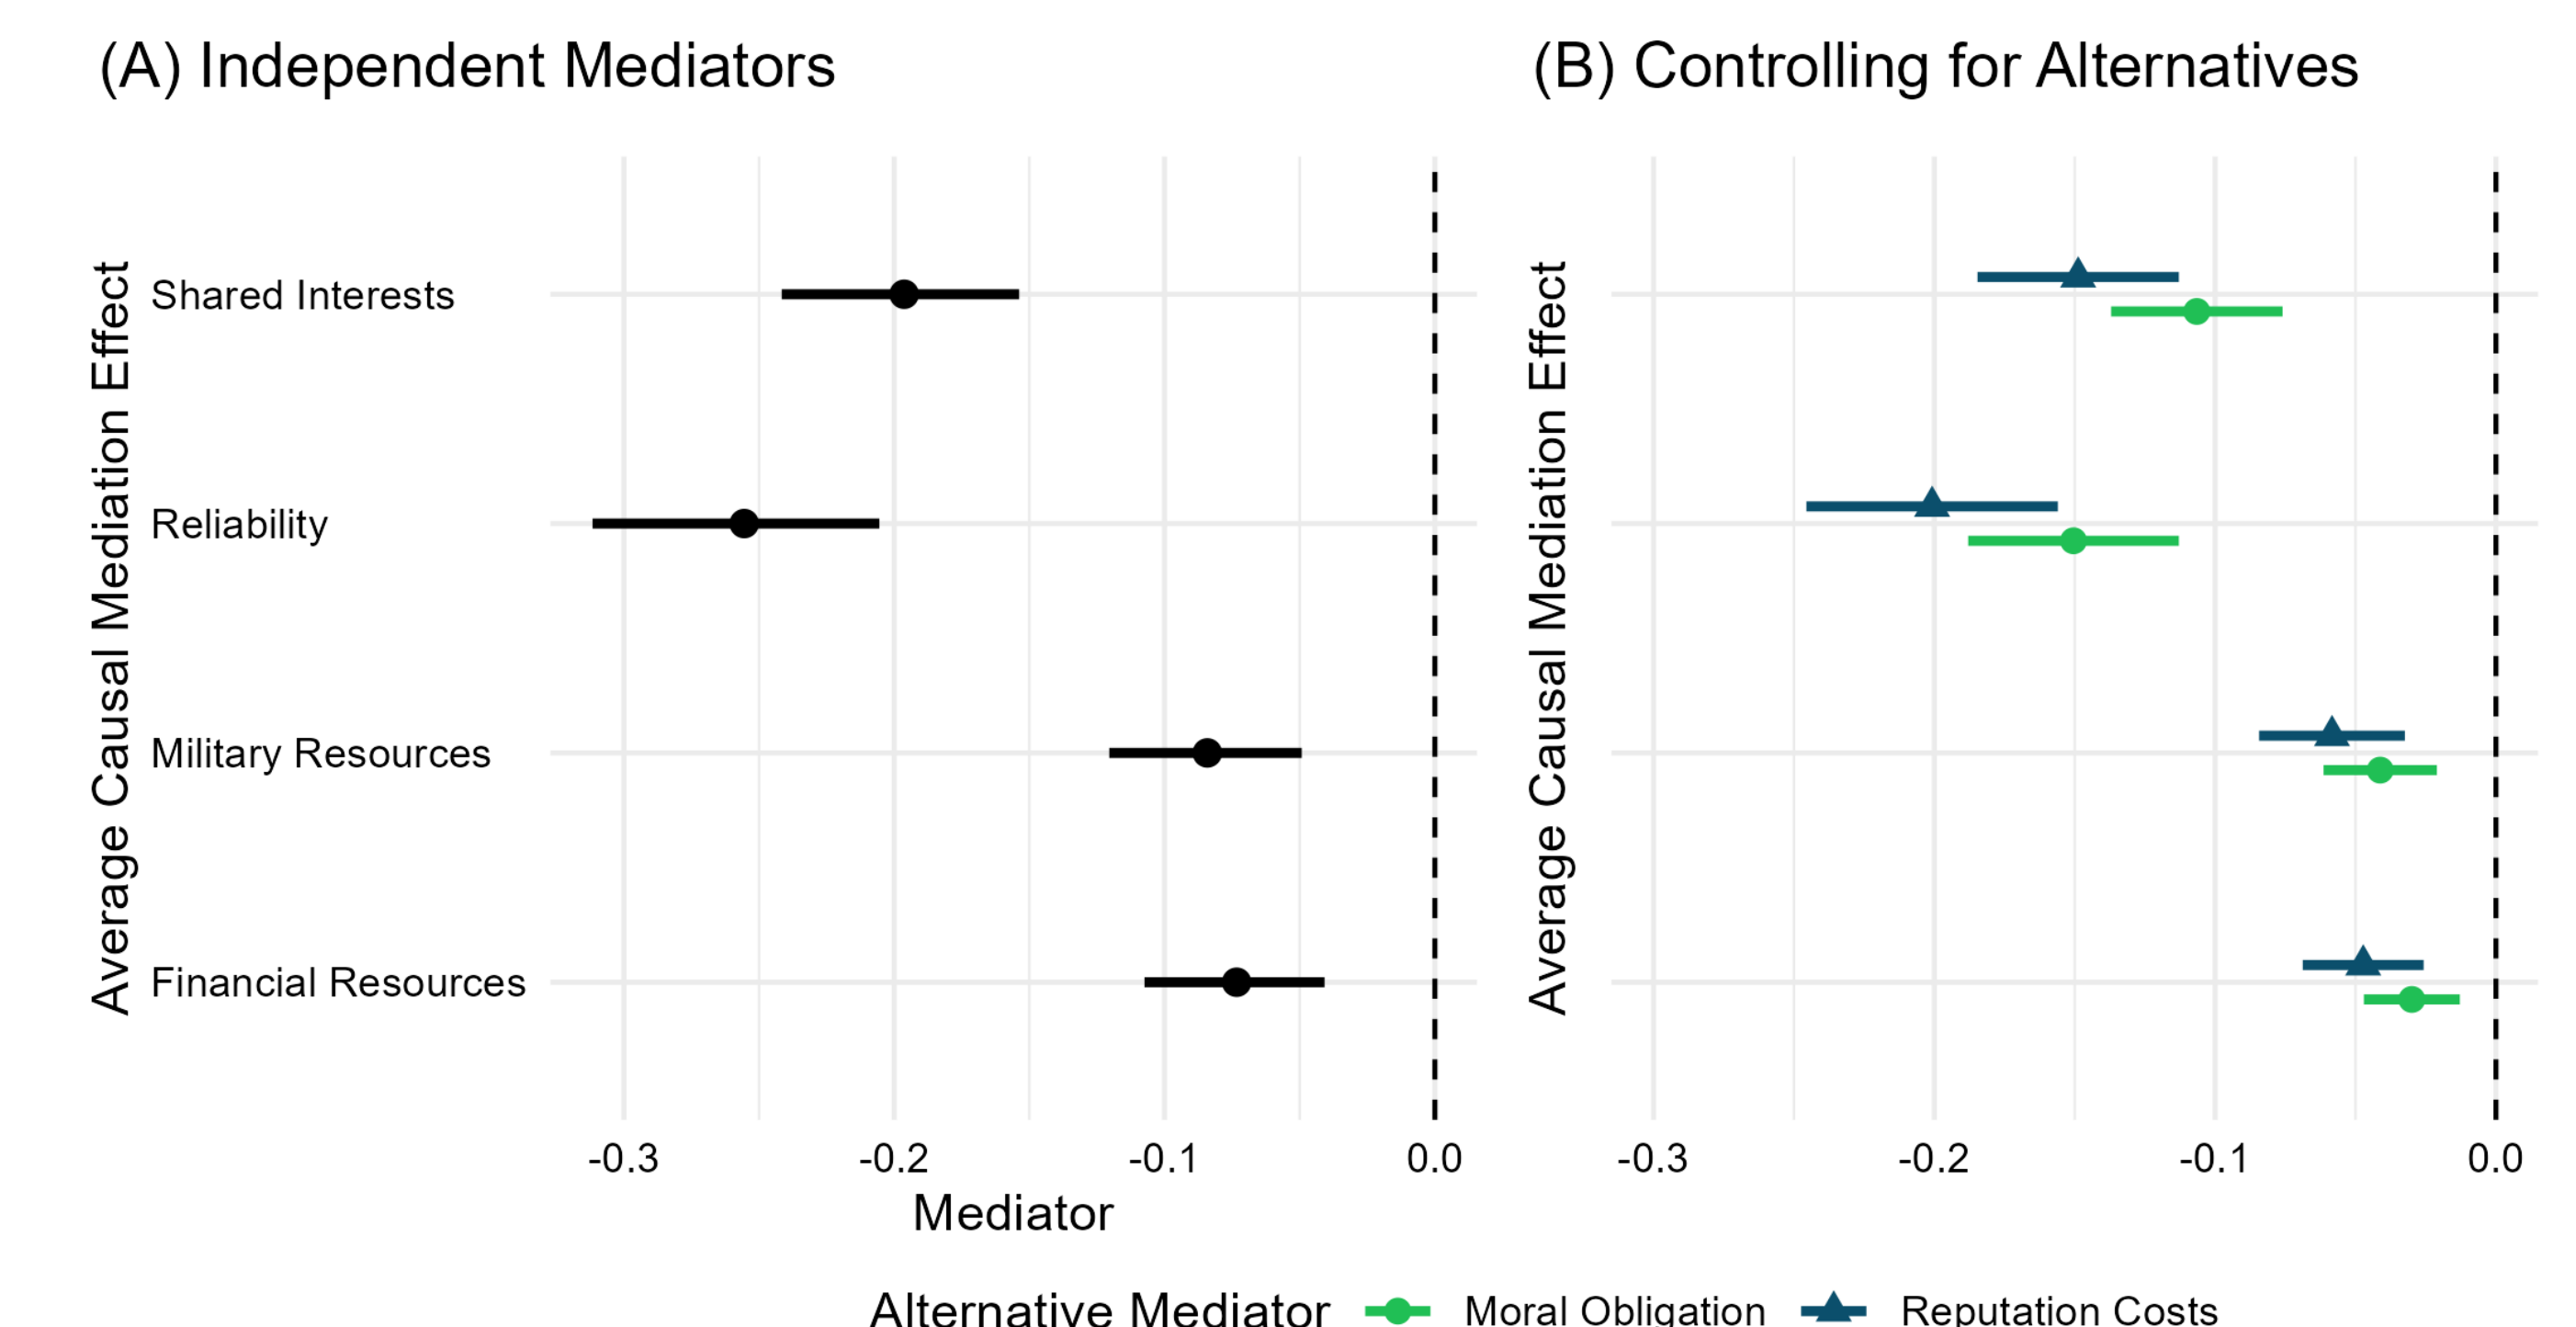 (A) Independent Mediators
Average Causal Mediation Effect
Shared Interests
Reliability
Military Resources
Financial Resources
-0.3 -0.2 -0.1 0.0
Mediator
(B) Controlling for Alternatives
Average Causal Mediation Effect
-0.3 -0.2 -0.1 0.0
Alternative Mediator Moral Obligation Reputation Costs